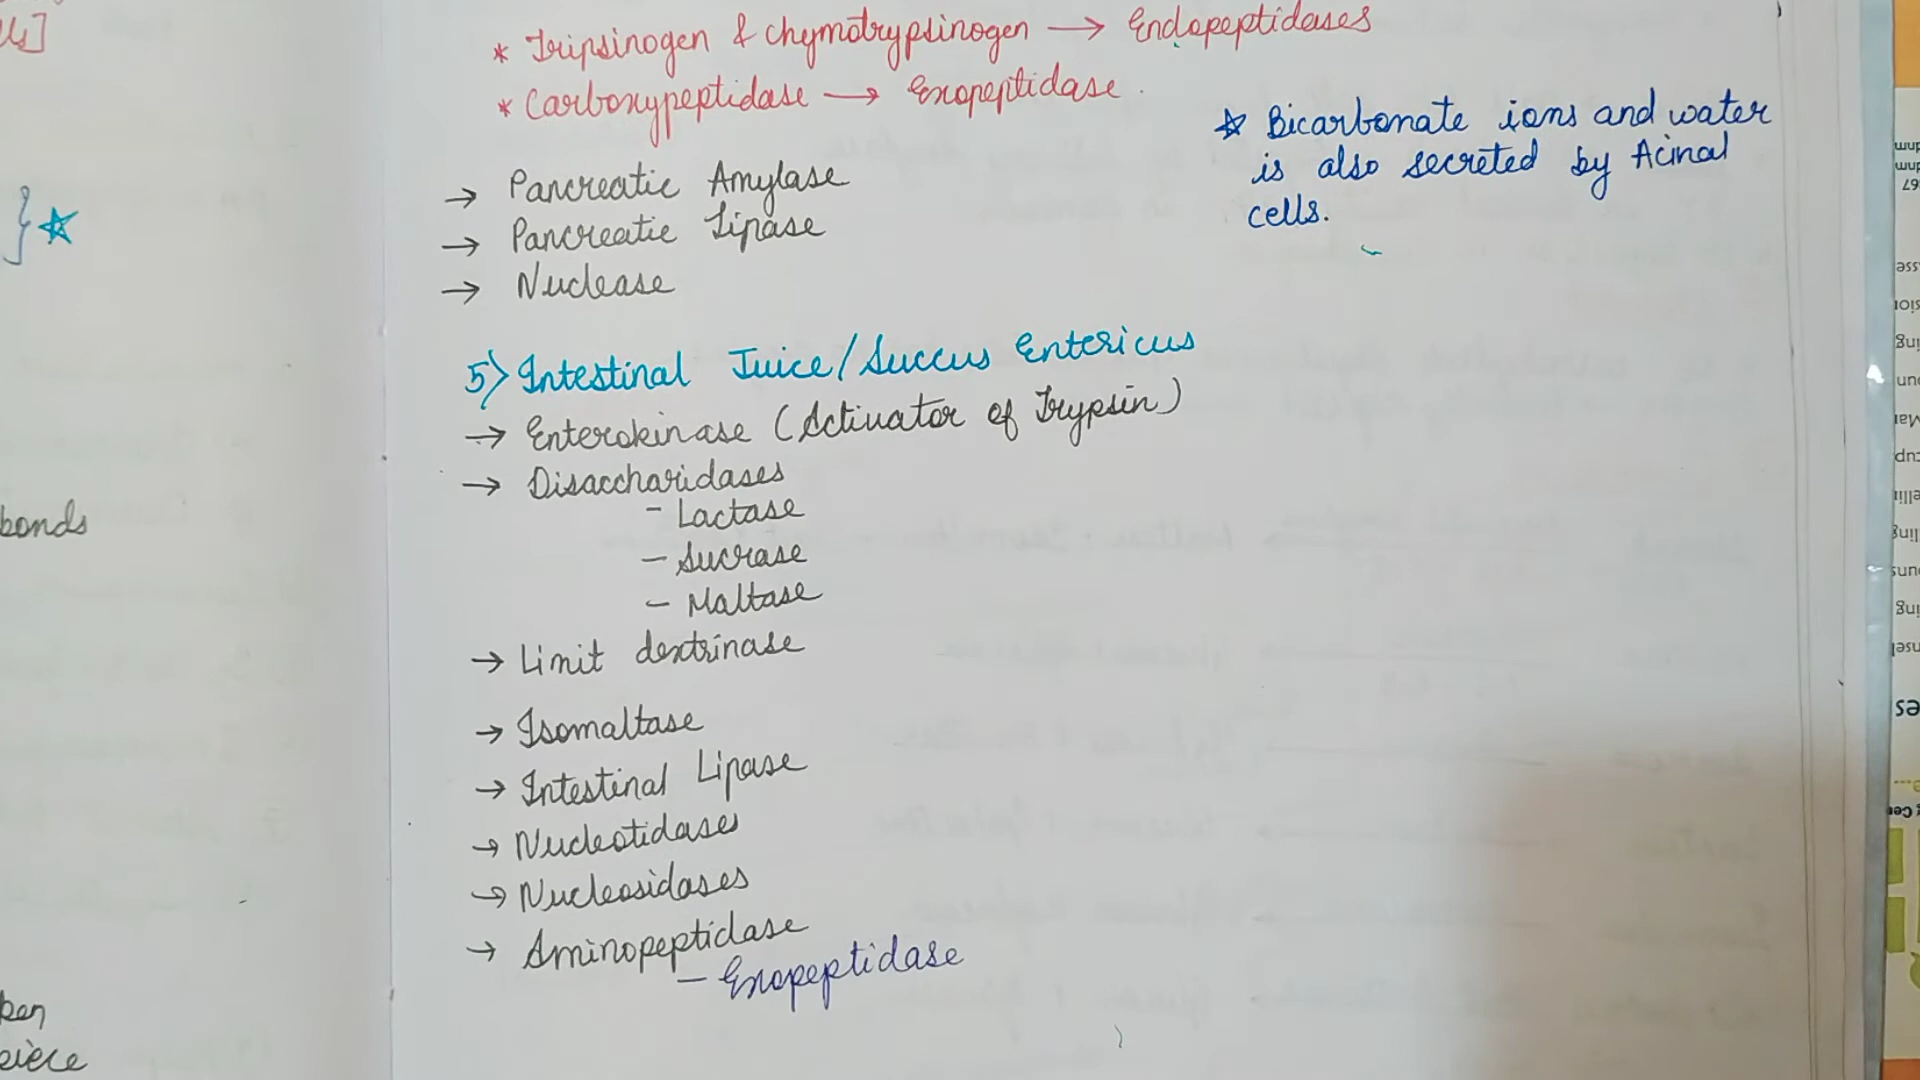 * Tripsinogen & chymotrypsinogen → Endopeptidases
* Carboxypeptidase → Exopeptidase.
☆ Bicarbonate ions and water
is also secreted by Acinal
cells.
→ Pancreatic Amylase
→ Pancreatic Lipase
→ Nuclease
5) Intestinal Juice/Succus Entericus
→ Enterokinase (Activator of Trypsin)
→ Disaccharidases
- Lactase
- Sucrase
- Maltase
→ Limit dextrinase
→ Isomaltase
→ Intestinal Lipase
→ Nucleotidases
→ Nucleosidases
→ Aminopeptidase
- Exopeptidase
bonds